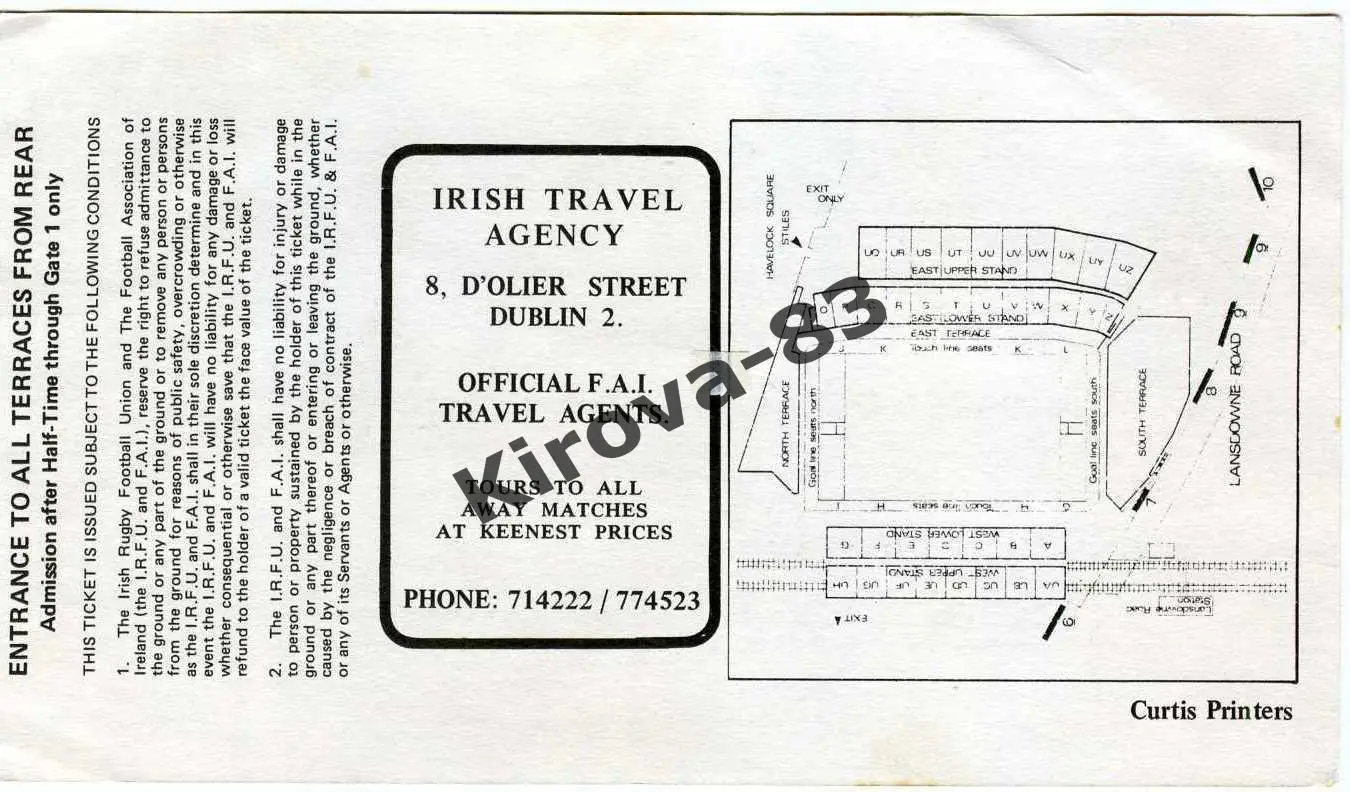 ENTRANCE TO ALL TERRACES FROM REAR
Admission after Half-Time through Gate 1 only
THIS TICKET IS ISSUED SUBJECT TO THE FOLLOWING CONDITIONS
1. The Irish Rugby Football Union and The Football Association of
Ireland (the I.R.F.U. and F.A.I.), reserve the right to refuse admittance to
the ground or any part of the ground or to remove any person or persons
from the ground for reasons of public safety, overcrowding or otherwise
as the I.R.F.U. and F.A.I. shall in their sole discretion determine and in this
event the I.R.F.U. and F.A.I. will have no liability for any damage or loss
whether consequential or otherwise save that the I.R.F.U. and F.A.I. will
refund to the holder of a valid ticket the face value of the ticket.
2. The I.R.F.U. and F.A.I. shall have no liability for injury or damage
to person or property sustained by the holder of this ticket while in the
ground or any part thereof or entering or leaving the ground, whether
caused by the negligence or breach of contract of the I.R.F.U. & F.A.I.
or any of its Servants or Agents or otherwise.
IRISH TRAVEL
AGENCY
8, D'OLIER STREET
DUBLIN 2.
OFFICIAL F.A.I.
TRAVEL AGENTS.
TOURS TO ALL
AWAY MATCHES
AT KEENEST PRICES
PHONE: 714222 / 774523
Kirova-83
HAVELOCK SQUARE
STILES
EXIT
ONLY
UQ UR US UT UU UV UW UX UY UZ
EAST UPPER STAND
R S T U V W X Y Z
EAST LOWER STAND
EAST TERRACE
J K Touch line seats K L
NORTH TERRACE
Goal line seats north
Goal line seats south
SOUTH TERRACE
LANSDOWNE ROAD
10
9
9
8
7
6
G H Touch line seats H I
A B C D E F G
WEST LOWER STAND
UA UB UC UD UE UF UG UH
WEST UPPER STAND
EXIT
Lansdowne Road
Station
Curtis Printers